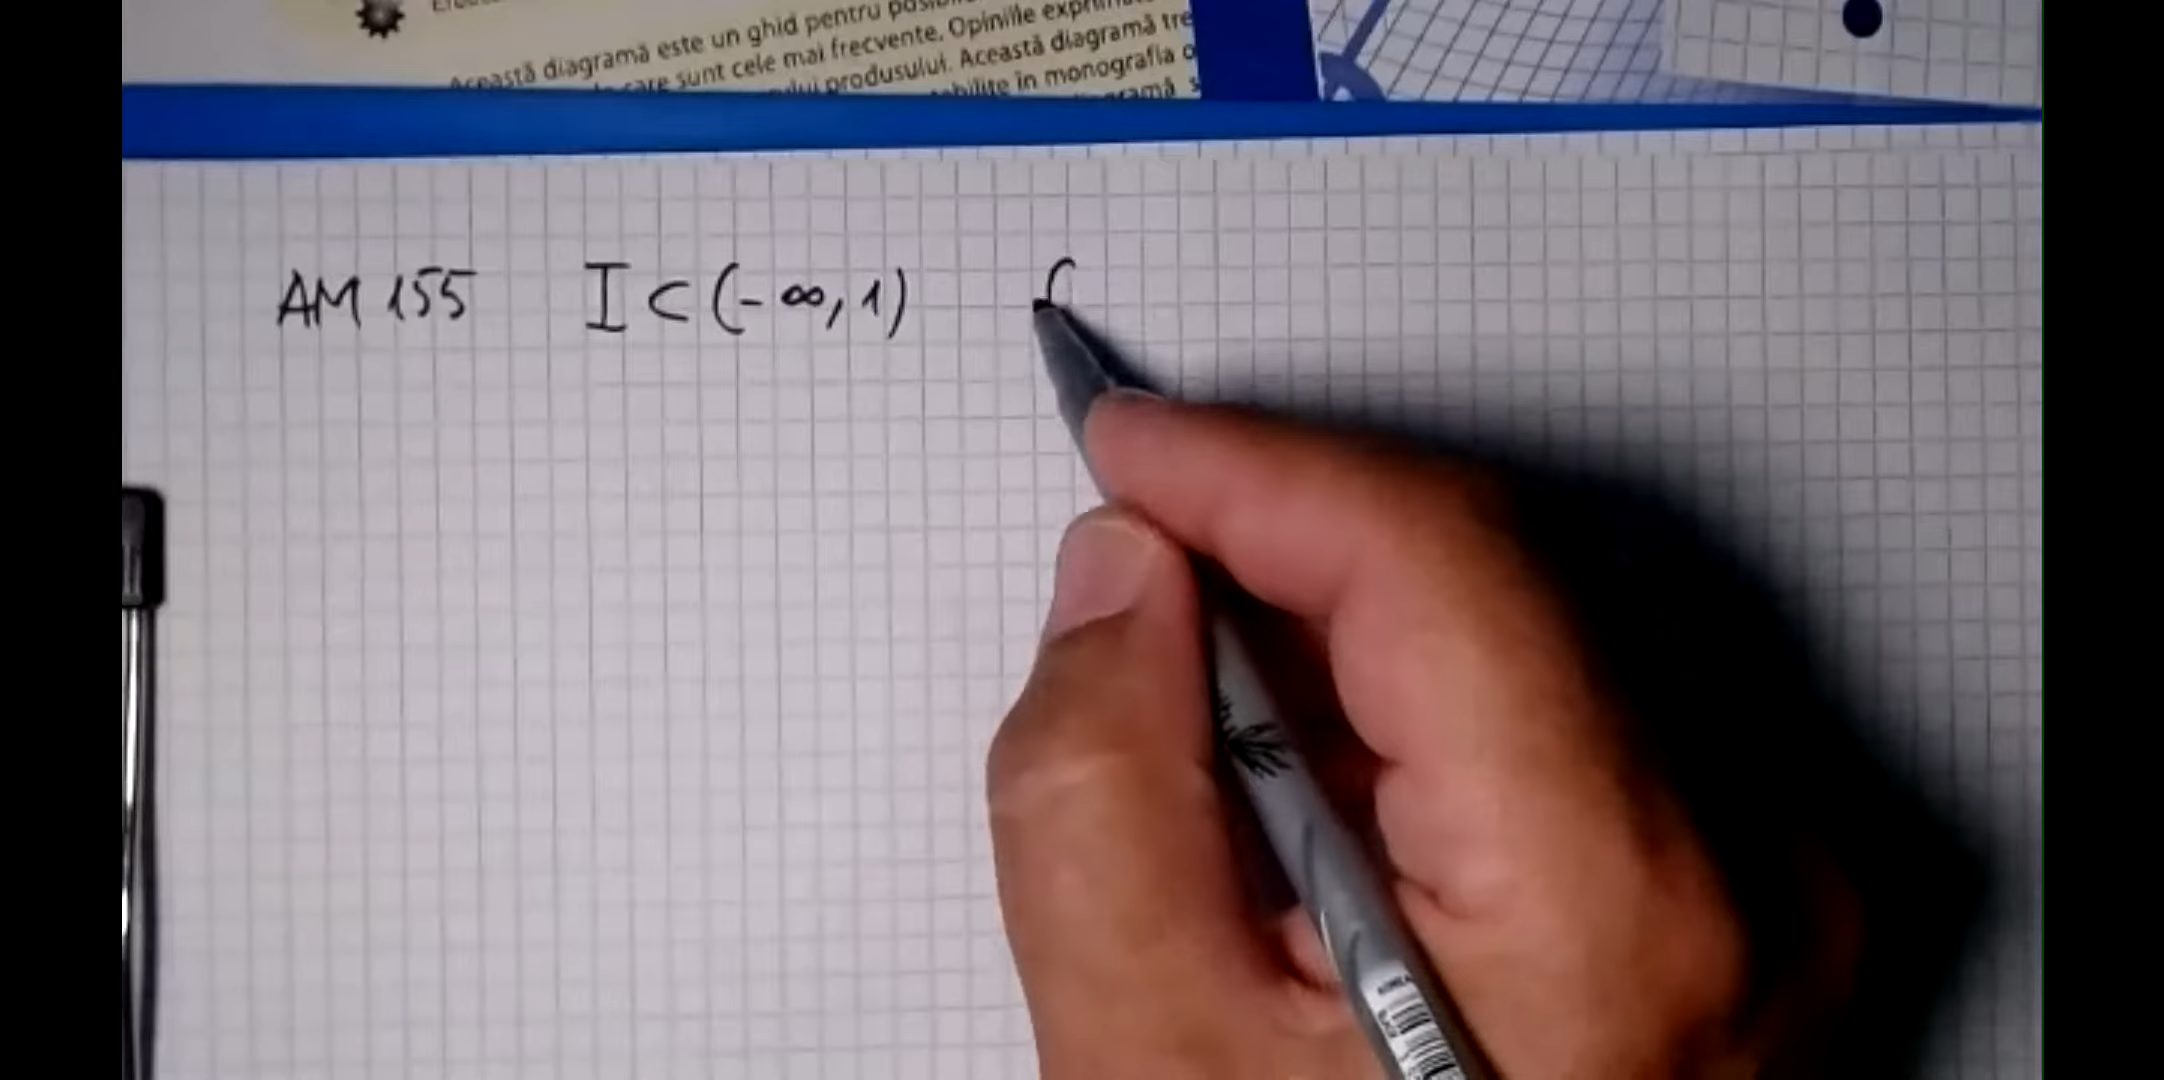 Această diagramă este un ghid pentru
care sunt cele mai frecvente. Opiniile
produsului. Această diagramă
în monografia
AM 155 I ⊂ (-∞, 1) f